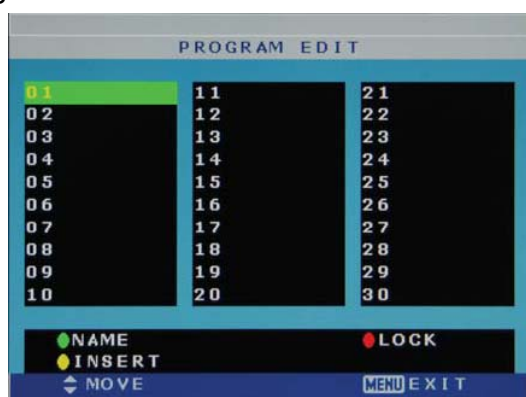 PROGRAM EDIT
01 11 21
02 12 22
03 13 23
04 14 24
05 15 25
06 16 26
07 17 27
08 18 28
09 19 29
10 20 30
NAME LOCK
INSERT
MOVE MENU EXIT